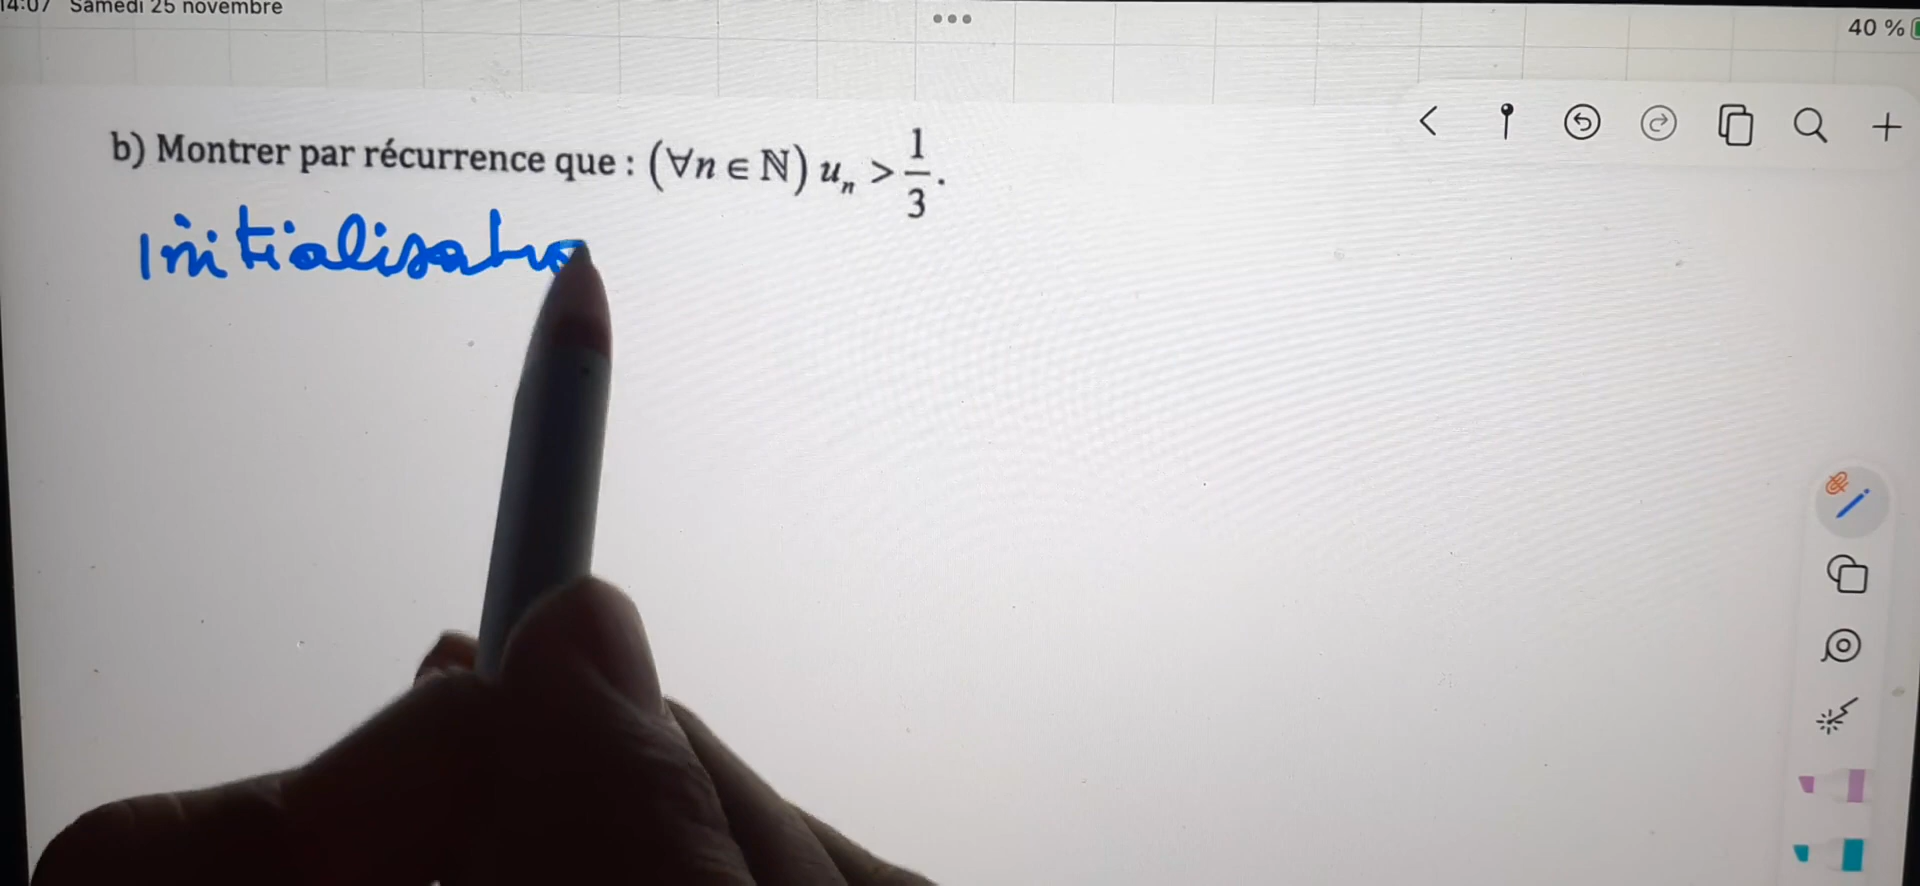 14:07 Samedi 25 novembre
40 %
b) Montrer par récurrence que : (∀n ∈ ℕ) uₙ > 1/3.
Initialisatio